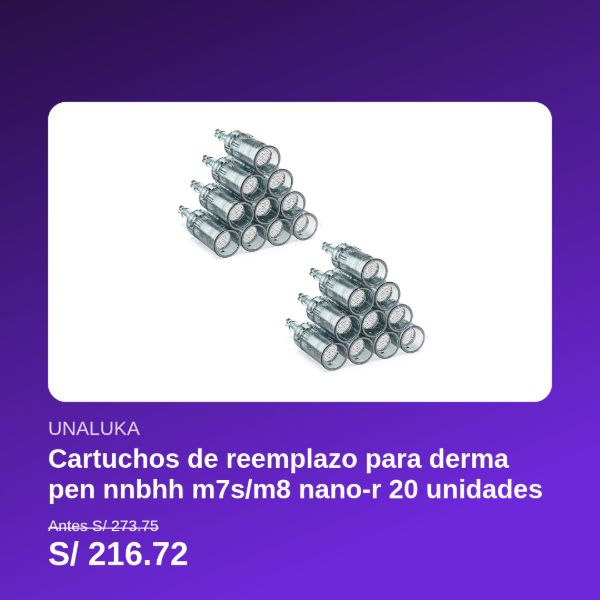 UNALUKA
Cartuchos de reemplazo para derma
pen nnbhh m7s/m8 nano-r 20 unidades
Antes S/ 273.75
S/ 216.72